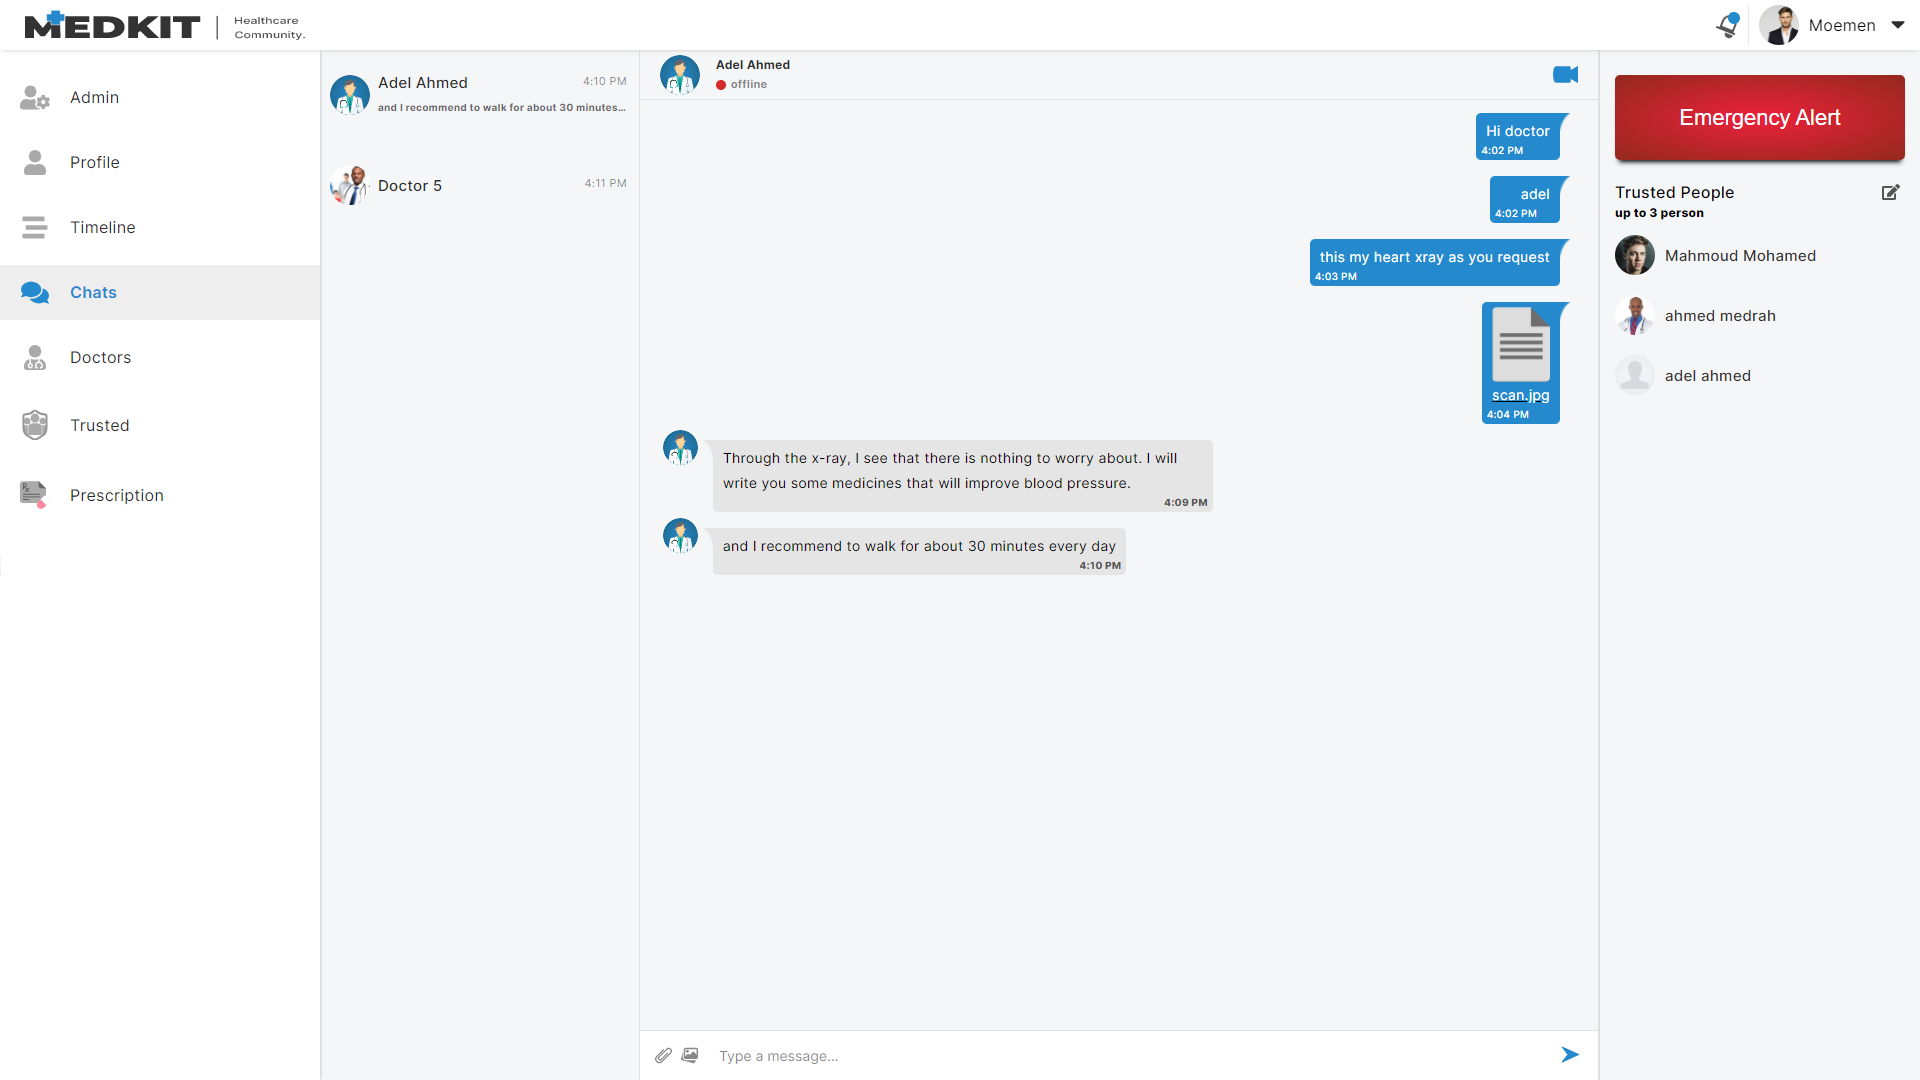 MEDKIT
Healthcare
Community.
Moemen
Admin
Profile
Timeline
Chats
Doctors
Trusted
Prescription
Adel Ahmed
4:10 PM
and I recommend to walk for about 30 minutes...
Doctor 5
4:11 PM
Adel Ahmed
offline
Hi doctor
4:02 PM
adel
4:02 PM
this my heart xray as you request
4:03 PM
scan.jpg
4:04 PM
Through the x-ray, I see that there is nothing to worry about. I will
write you some medicines that will improve blood pressure.
4:09 PM
and I recommend to walk for about 30 minutes every day
4:10 PM
Type a message...
Emergency Alert
Trusted People
up to 3 person
Mahmoud Mohamed
ahmed medrah
adel ahmed